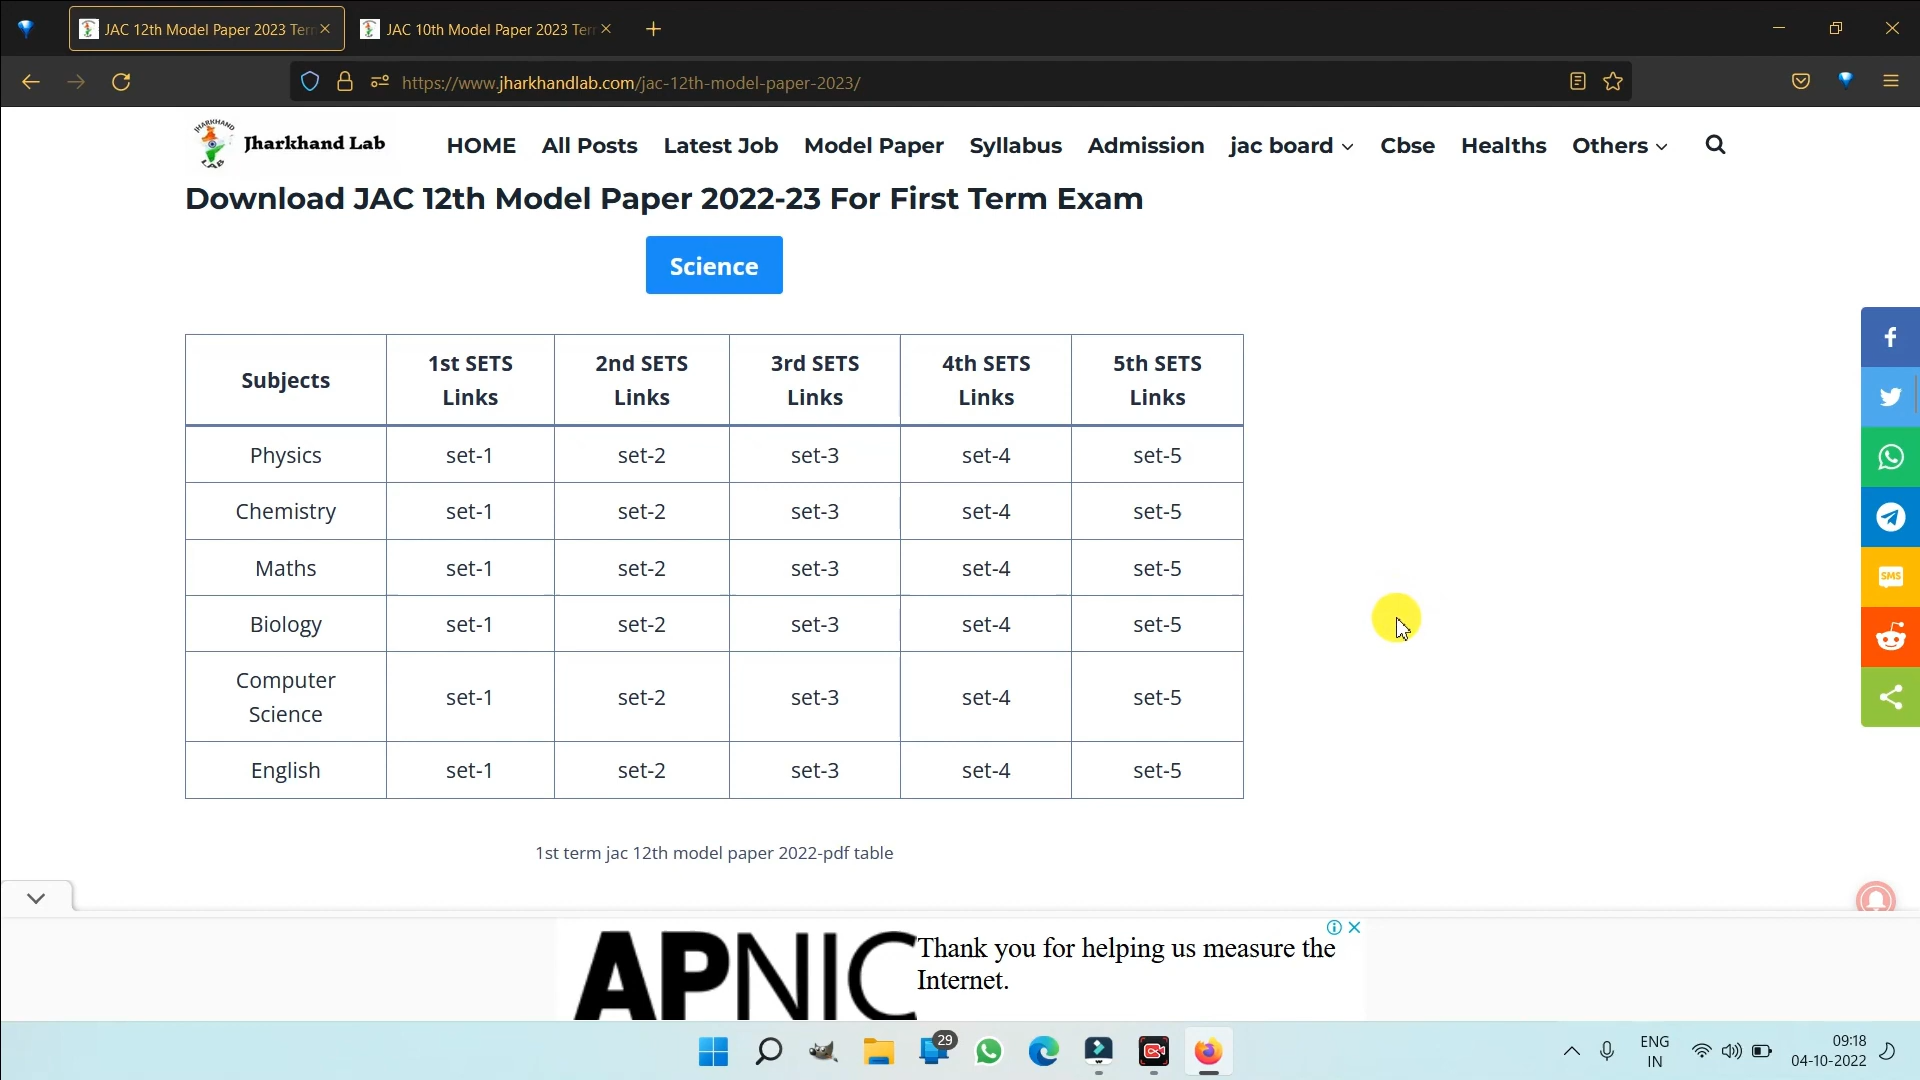 JAC 12th Model Paper 2023 Ter
JAC 10th Model Paper 2023 Ter
https://www.jharkhandlab.com/jac-12th-model-paper-2023/
JHARKHAND
LAB
Jharkhand Lab
HOME All Posts Latest Job Model Paper Syllabus Admission jac board Cbse Healths Others
Download JAC 12th Model Paper 2022-23 For First Term Exam
Science
Subjects 1st SETS Links 2nd SETS Links 3rd SETS Links 4th SETS Links 5th SETS Links
Physics set-1 set-2 set-3 set-4 set-5
Chemistry set-1 set-2 set-3 set-4 set-5
Maths set-1 set-2 set-3 set-4 set-5
Biology set-1 set-2 set-3 set-4 set-5
Computer Science set-1 set-2 set-3 set-4 set-5
English set-1 set-2 set-3 set-4 set-5
1st term jac 12th model paper 2022-pdf table
SMS
APNIC
Thank you for helping us measure the
Internet.
29
ENG
IN
09:18
04-10-2022